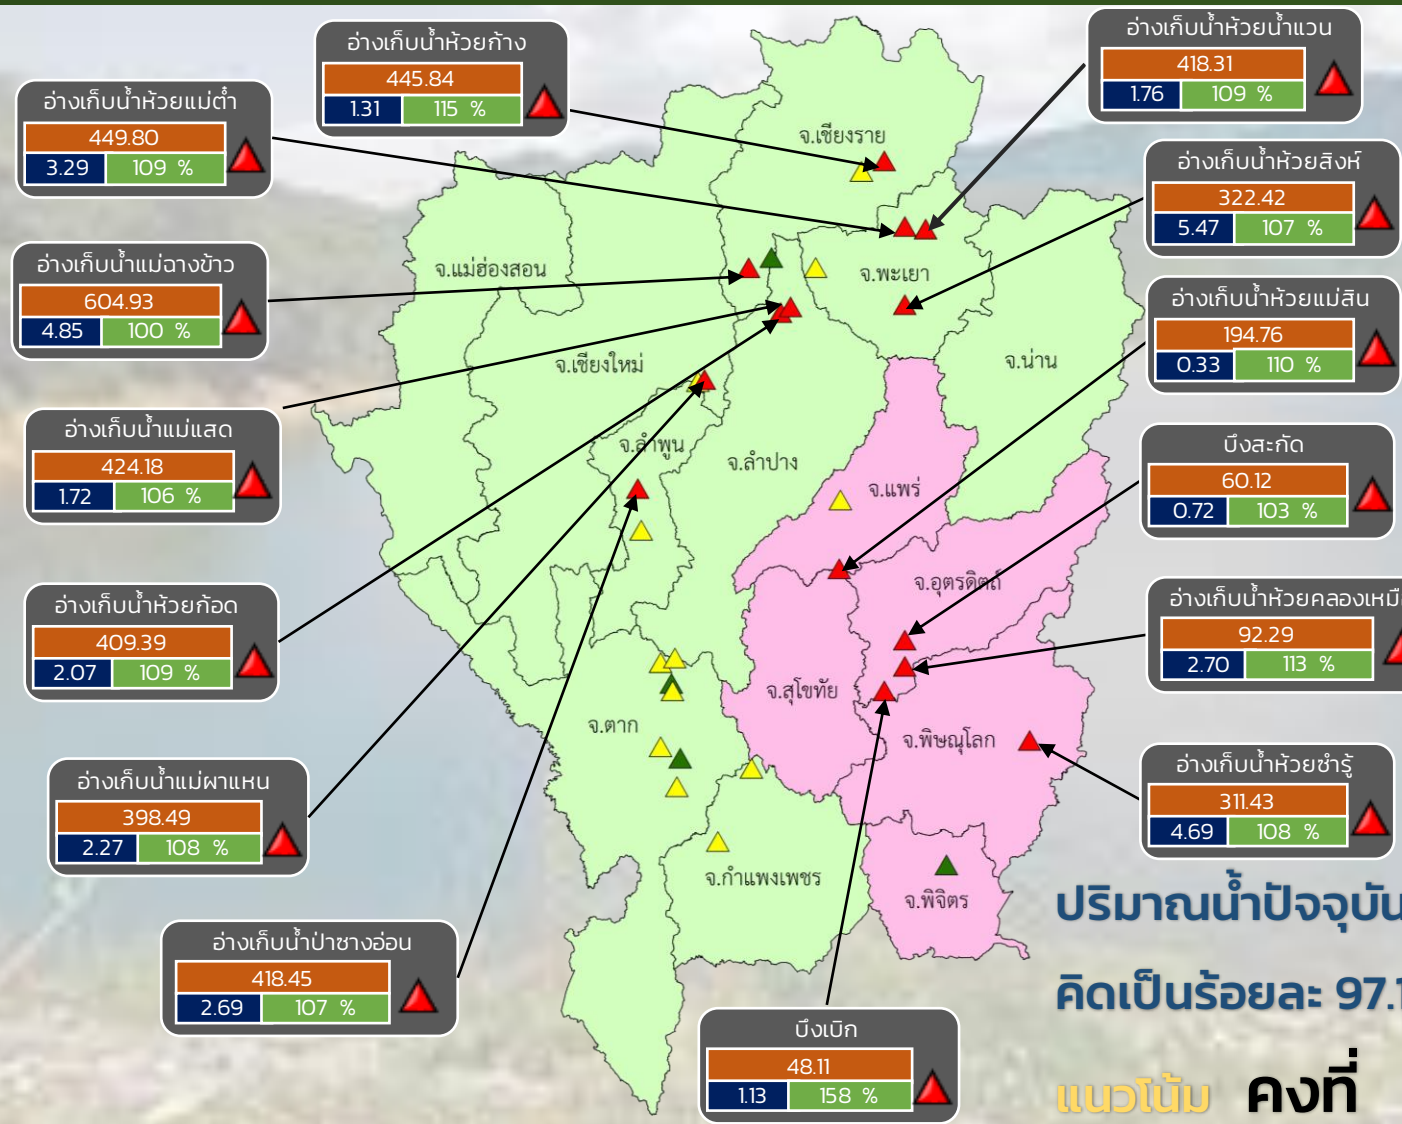 อ่างเก็บน้ำห้วยก้าง
445.84
1.31 115 %
อ่างเก็บน้ำห้วยน้ำแวน
418.31
1.76 109 %
อ่างเก็บน้ำห้วยแม่ต๋ำ
449.80
3.29 109 %
อ่างเก็บน้ำห้วยสิงห์
322.42
5.47 107 %
อ่างเก็บน้ำแม่ฉางข้าว
604.93
4.85 100 %
อ่างเก็บน้ำห้วยแม่สิน
194.76
0.33 110 %
อ่างเก็บน้ำแม่แสด
424.18
1.72 106 %
บึงสะกัด
60.12
0.72 103 %
อ่างเก็บน้ำห้วยก้อด
409.39
2.07 109 %
อ่างเก็บน้ำห้วยคลองเหมือ
92.29
2.70 113 %
อ่างเก็บน้ำแม่ผาแหน
398.49
2.27 108 %
อ่างเก็บน้ำห้วยซำรู้
311.43
4.69 108 %
อ่างเก็บน้ำป่าซางอ่อน
418.45
2.69 107 %
บึงเบิก
48.11
1.13 158 %
จ.เชียงราย
จ.แม่ฮ่องสอน
จ.พะเยา
จ.เชียงใหม่
จ.น่าน
จ.ลำพูน
จ.ลำปาง
จ.แพร่
จ.อุตรดิตถ์
จ.สุโขทัย
จ.ตาก
จ.พิษณุโลก
จ.กำแพงเพชร
จ.พิจิตร
ปริมาณน้ำปัจจุบัน
คิดเป็นร้อยละ 97.1
แนวโน้ม คงที่